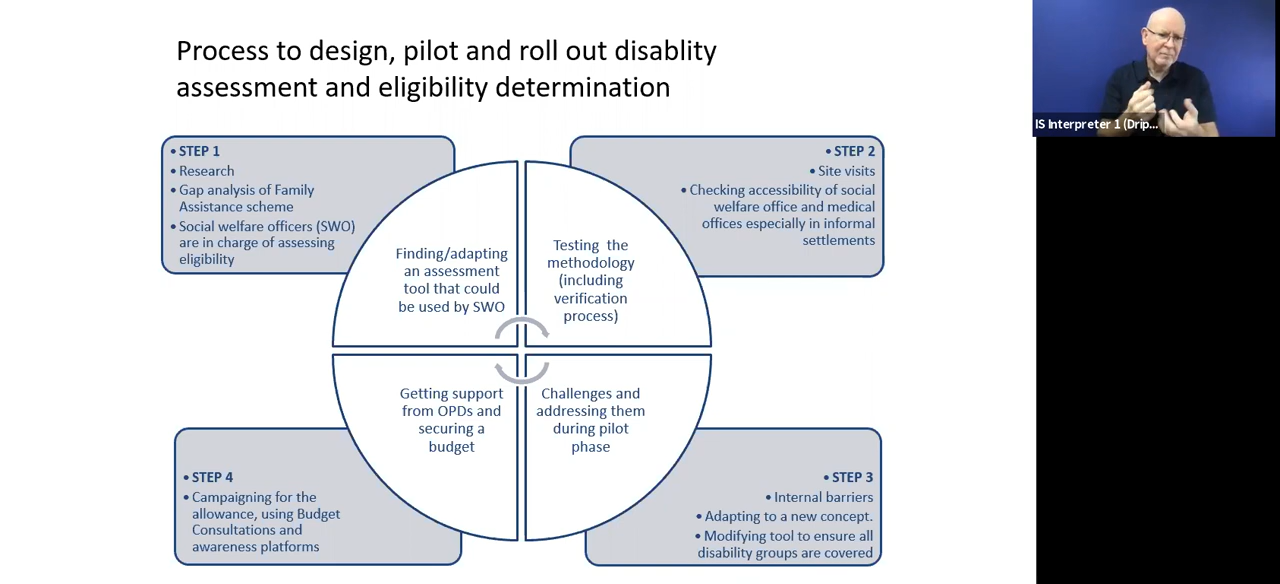 Process to design, pilot and roll out disablity
assessment and eligibility determination
IS Interpreter 1 (Drip...
• STEP 1
• Research
• Gap analysis of Family
Assistance scheme
• Social welfare officers (SWO)
are in charge of assessing
eligibility
Finding/adapting
an assessment
tool that could
be used by SWO
• STEP 2
• Site visits
• Checking accessibility of social
welfare office and medical
offices especially in informal
settlements
Testing the
methodology
(including
verification
process)
• STEP 3
• Internal barriers
• Adapting to a new concept.
• Modifying tool to ensure all
disability groups are covered
Challenges and
addressing them
during pilot
phase
• STEP 4
• Campaigning for the
allowance, using Budget
Consultations and
awareness platforms
Getting support
from OPDs and
securing a
budget